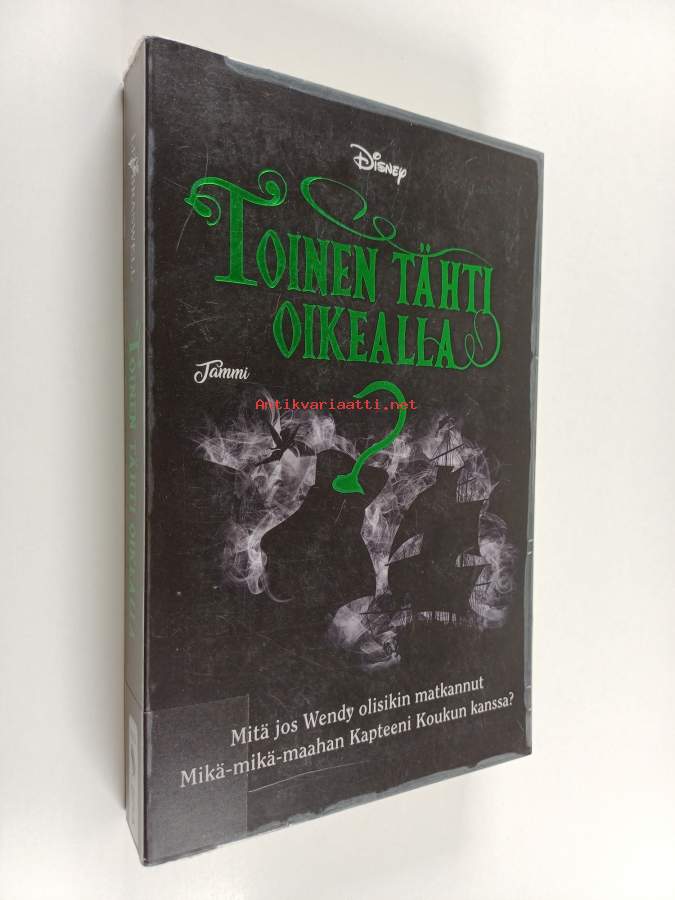 Disney
TOINEN TÄHTI
OIKEALLA
Tammi
Antikvariaatti.net
?
Mitä jos Wendy olisikin matkannut
Mikä-mikä-maahan Kapteeni Koukun kanssa?
TOINEN TÄHTI OIKEALLA